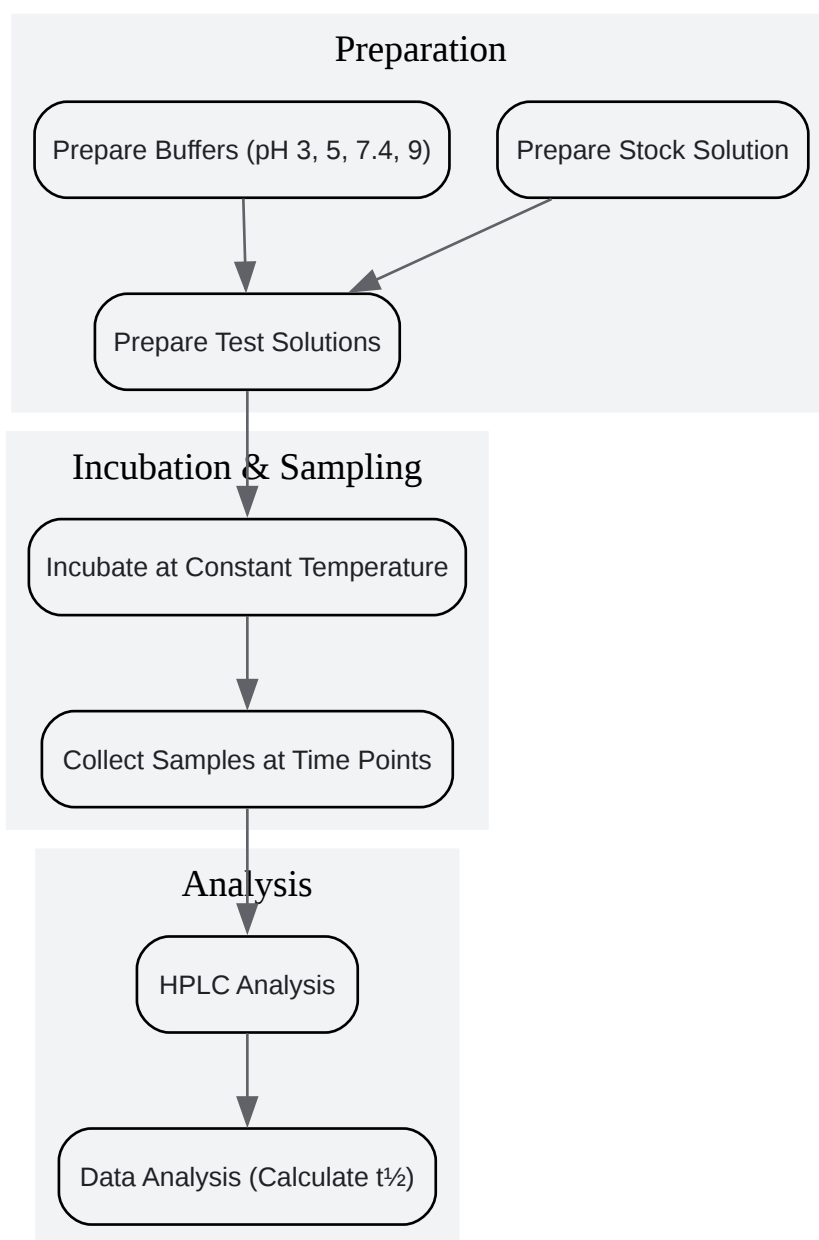 Preparation
Prepare Buffers (pH 3, 5, 7.4, 9)
Prepare Stock Solution
Prepare Test Solutions
Incubation & Sampling
Incubate at Constant Temperature
Collect Samples at Time Points
Analysis
HPLC Analysis
Data Analysis (Calculate t½)